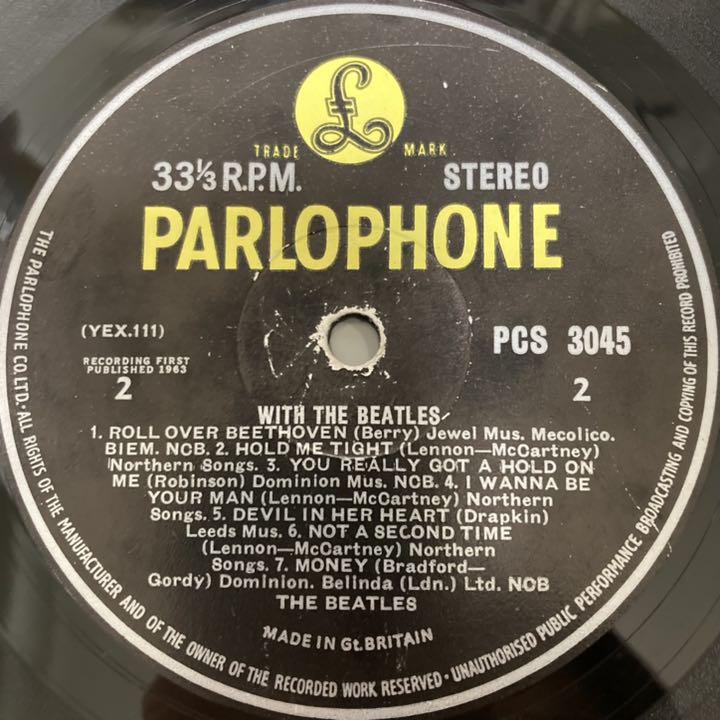 £
TRADE MARK
33⅓ R.P.M. STEREO
PARLOPHONE
(YEX.111) PCS 3045
RECORDING FIRST
PUBLISHED 1963
2 2
WITH THE BEATLES
1. ROLL OVER BEETHOVEN (Berry) Jewel Mus. Mecolico.
BIEM. NCB. 2. HOLD ME TIGHT (Lennon—McCartney)
Northern Songs. 3. YOU REALLY GOT A HOLD ON
ME (Robinson) Dominion Mus. NCB. 4. I WANNA BE
YOUR MAN (Lennon—McCartney) Northern
Songs. 5. DEVIL IN HER HEART (Drapkin)
Leeds Mus. 6. NOT A SECOND TIME
(Lennon—McCartney) Northern
Songs. 7. MONEY (Bradford—
Gordy) Dominion. Belinda (Ldn.) Ltd. NCB
THE BEATLES
MADE IN Gt. BRITAIN
THE PARLOPHONE CO. LTD. · ALL RIGHTS OF THE MANUFACTURER AND OF THE OWNER OF THE RECORDED WORK RESERVED · UNAUTHORISED PUBLIC PERFORMANCE BROADCASTING AND COPYING OF THIS RECORD PROHIBITED